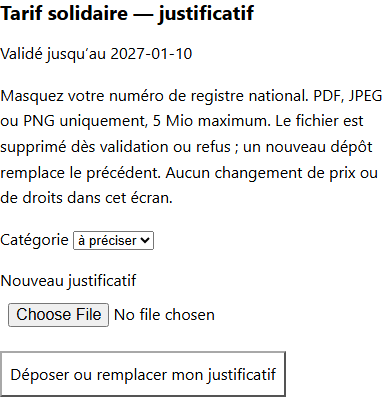 Tarif solidaire — justificatif
Validé jusqu’au 2027-01-10
Masquez votre numéro de registre national. PDF, JPEG
ou PNG uniquement, 5 Mio maximum. Le fichier est
supprimé dès validation ou refus ; un nouveau dépôt
remplace le précédent. Aucun changement de prix ou
de droits dans cet écran.
Catégorie à préciser
Nouveau justificatif
Choose File No file chosen
Déposer ou remplacer mon justificatif